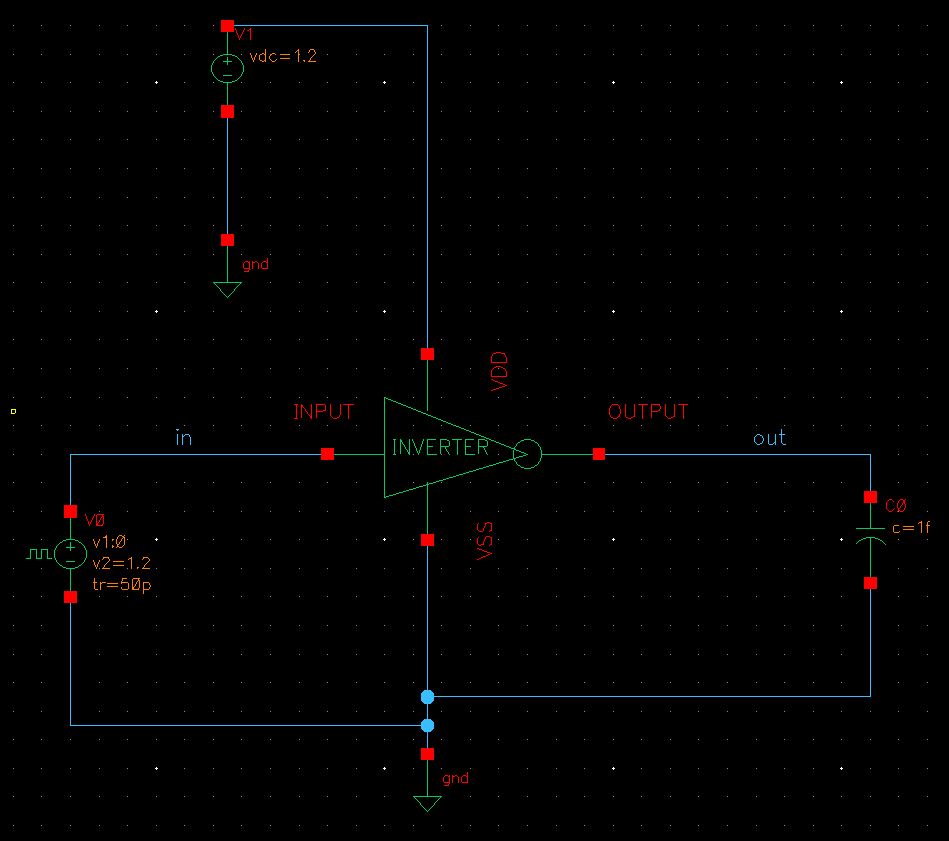 V1
vdc=1.2
gnd
VDD
INPUT
OUTPUT
in
INVERTER
out
V0
v1:0
v2=1.2
tr=50p
VSS
C0
c=1f
gnd